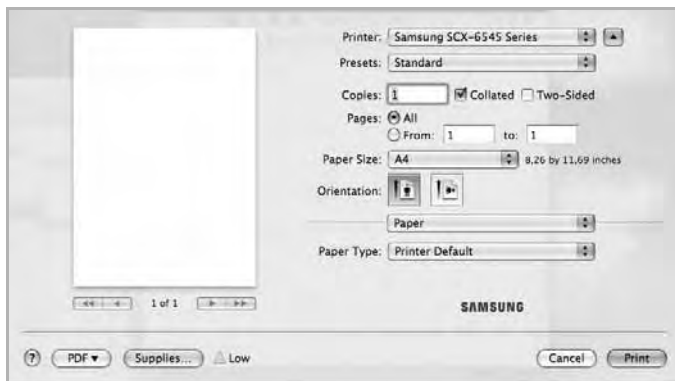 Printer: Samsung SCX-6545 Series
Presets: Standard
Copies: 1 Collated Two-Sided
Pages: All
From: 1 to: 1
Paper Size: A4 8,26 by 11,69 inches
Orientation:
Paper
Paper Type: Printer Default
1 of 1
SAMSUNG
? PDF Supplies... Low Cancel Print